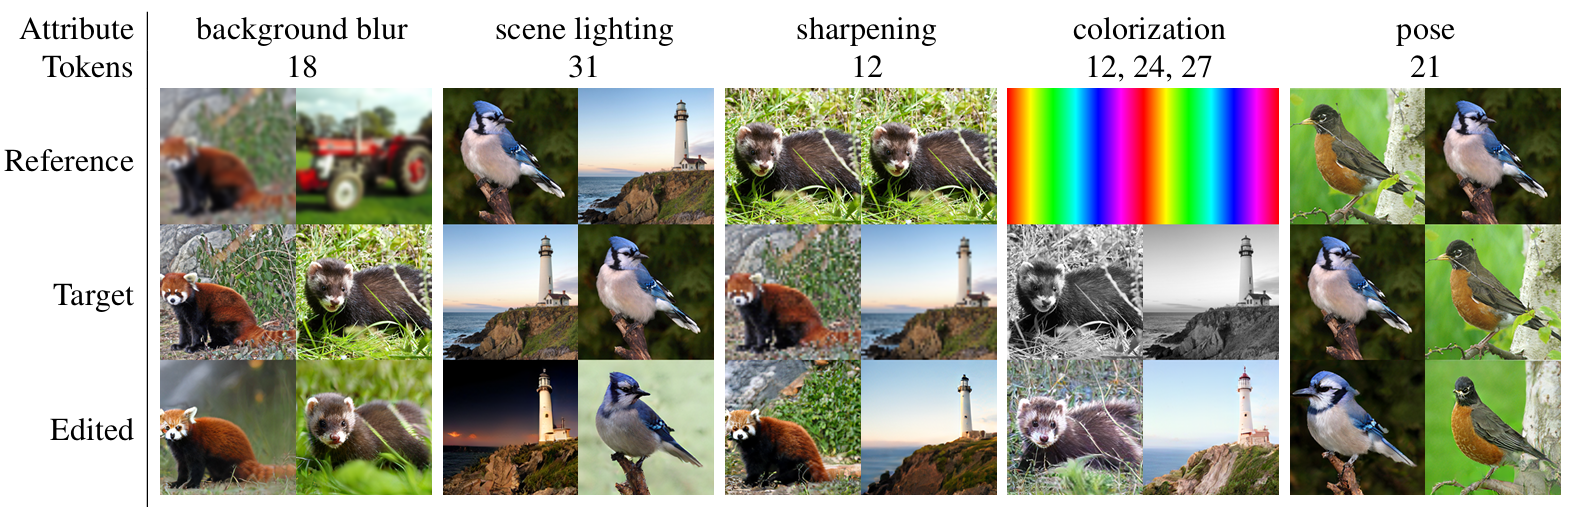 Attribute background blur scene lighting sharpening colorization pose
Tokens 18 31 12 12, 24, 27 21
Reference
Target
Edited